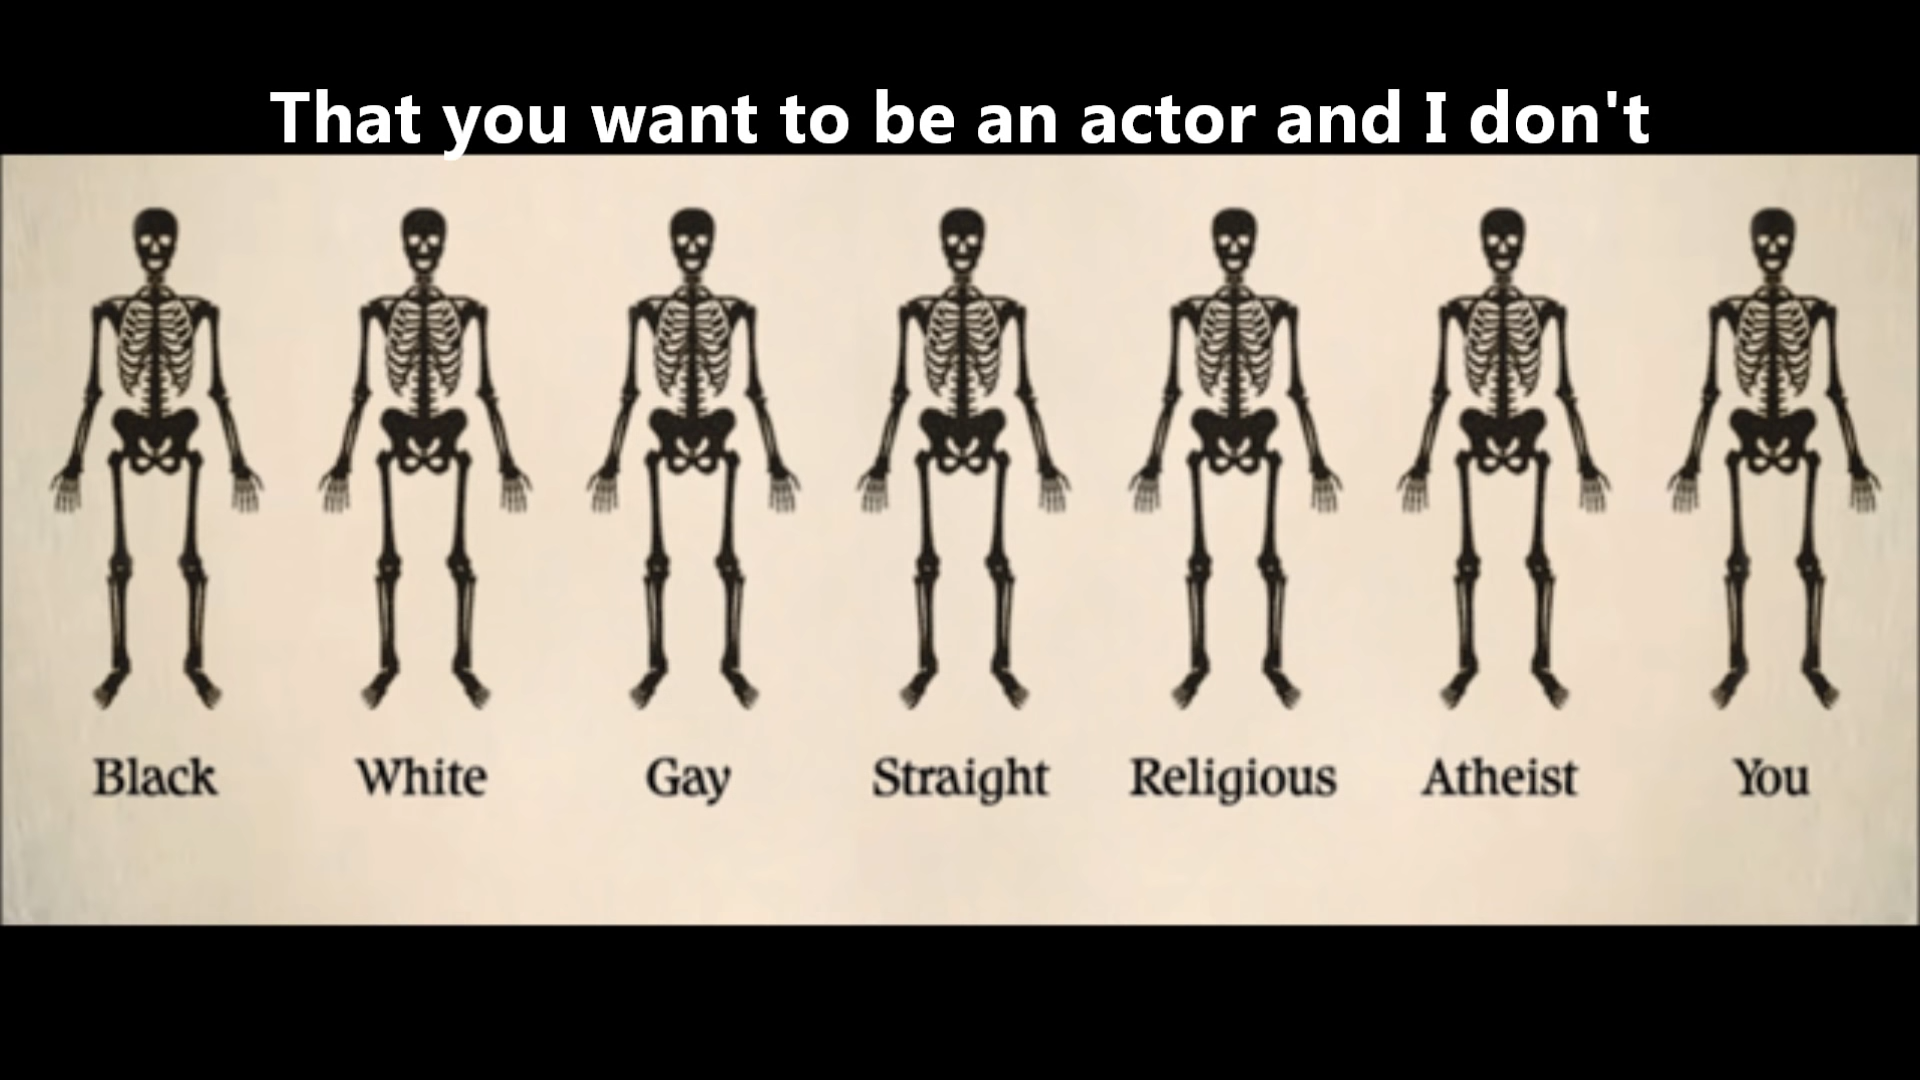 That you want to be an actor and I don't
Black White Gay Straight Religious Atheist You